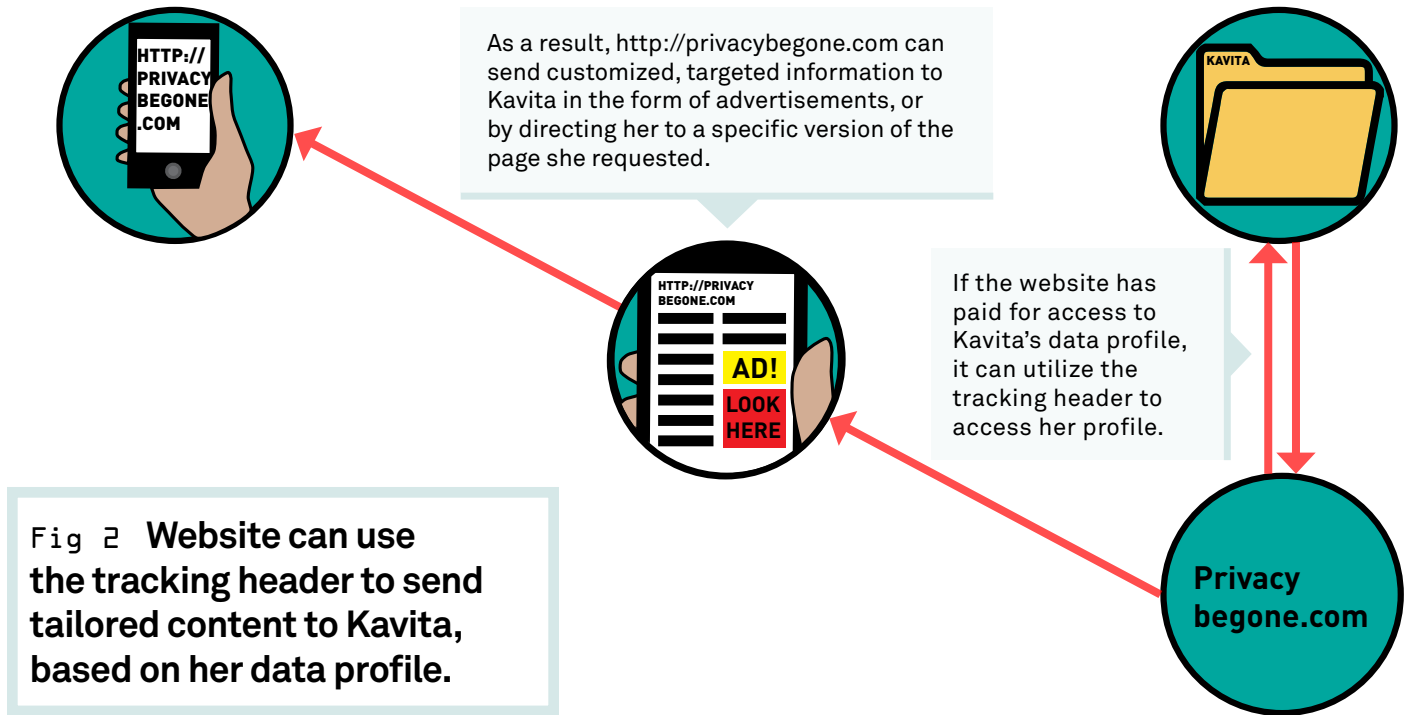 HTTP://
PRIVACY
BEGONE
.COM
As a result, http://privacybegone.com can
send customized, targeted information to
Kavita in the form of advertisements, or
by directing her to a specific version of the
page she requested.
KAVITA
HTTP://PRIVACY
BEGONE.COM
AD!
LOOK
HERE
If the website has
paid for access to
Kavita’s data profile,
it can utilize the
tracking header to
access her profile.
Privacy
begone.com
Fig 2 Website can use
the tracking header to send
tailored content to Kavita,
based on her data profile.